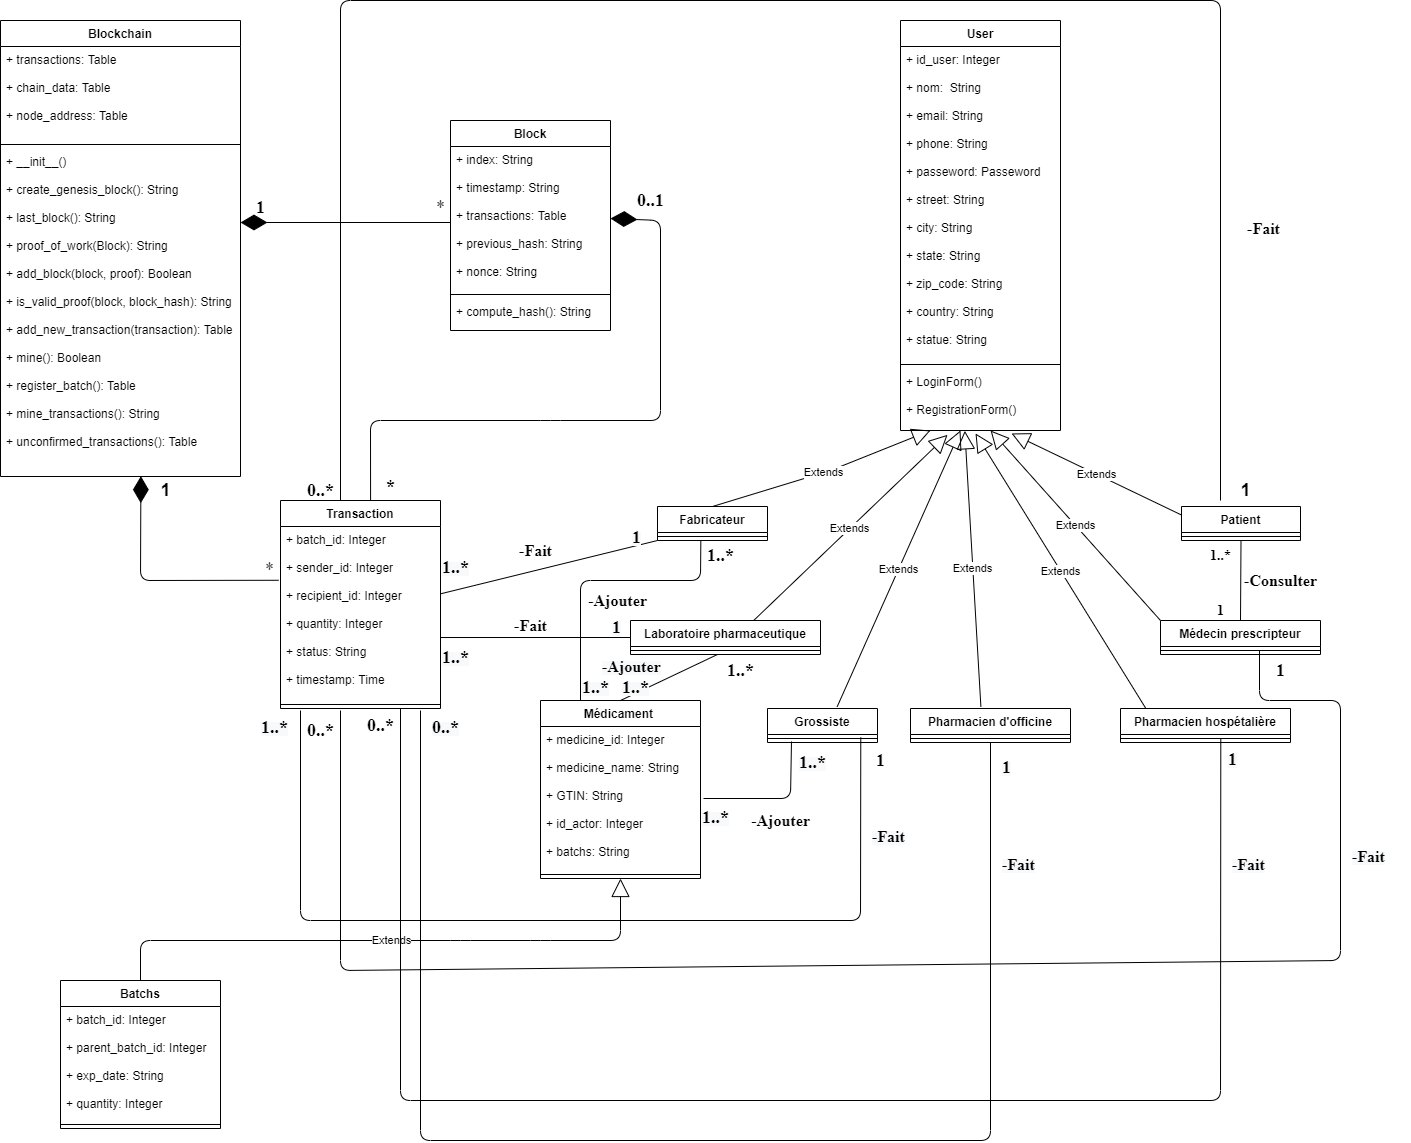 Blockchain
+ transactions: Table
+ chain_data: Table
+ node_address: Table
+ __init__()
+ create_genesis_block(): String
+ last_block(): String
+ proof_of_work(Block): String
+ add_block(block, proof): Boolean
+ is_valid_proof(block, block_hash): String
+ add_new_transaction(transaction): Table
+ mine(): Boolean
+ register_batch(): Table
+ mine_transactions(): String
+ unconfirmed_transactions(): Table
1
*
1
*
Block
+ index: String
+ timestamp: String
+ transactions: Table
+ previous_hash: String
+ nonce: String
+ compute_hash(): String
0..1
*
User
+ id_user: Integer
+ nom:  String
+ email: String
+ phone: String
+ passeword: Passeword
+ street: String
+ city: String
+ state: String
+ zip_code: String
+ country: String
+ statue: String
+ LoginForm()
+ RegistrationForm()
-Fait
1
0..*
Extends
Extends
Extends
Extends
Extends
Extends
Extends
Transaction
+ batch_id: Integer
+ sender_id: Integer
+ recipient_id: Integer
+ quantity: Integer
+ status: String
+ timestamp: Time
Fabricateur
1
-Fait
1..*
1..*
-Ajouter
1..*
Patient
1..*
-Consulter
1
Laboratoire pharmaceutique
1
-Fait
1..*
1..*
-Ajouter
1..*
Médecin prescripteur
1
-Fait
1..*
0..*
0..*
0..*
Médicament
+ medicine_id: Integer
+ medicine_name: String
+ GTIN: String
+ id_actor: Integer
+ batchs: String
Grossiste
1..*
1
1..*
-Ajouter
-Fait
Pharmacien d'officine
1
-Fait
Pharmacien hospétalière
1
-Fait
Extends
Batchs
+ batch_id: Integer
+ parent_batch_id: Integer
+ exp_date: String
+ quantity: Integer